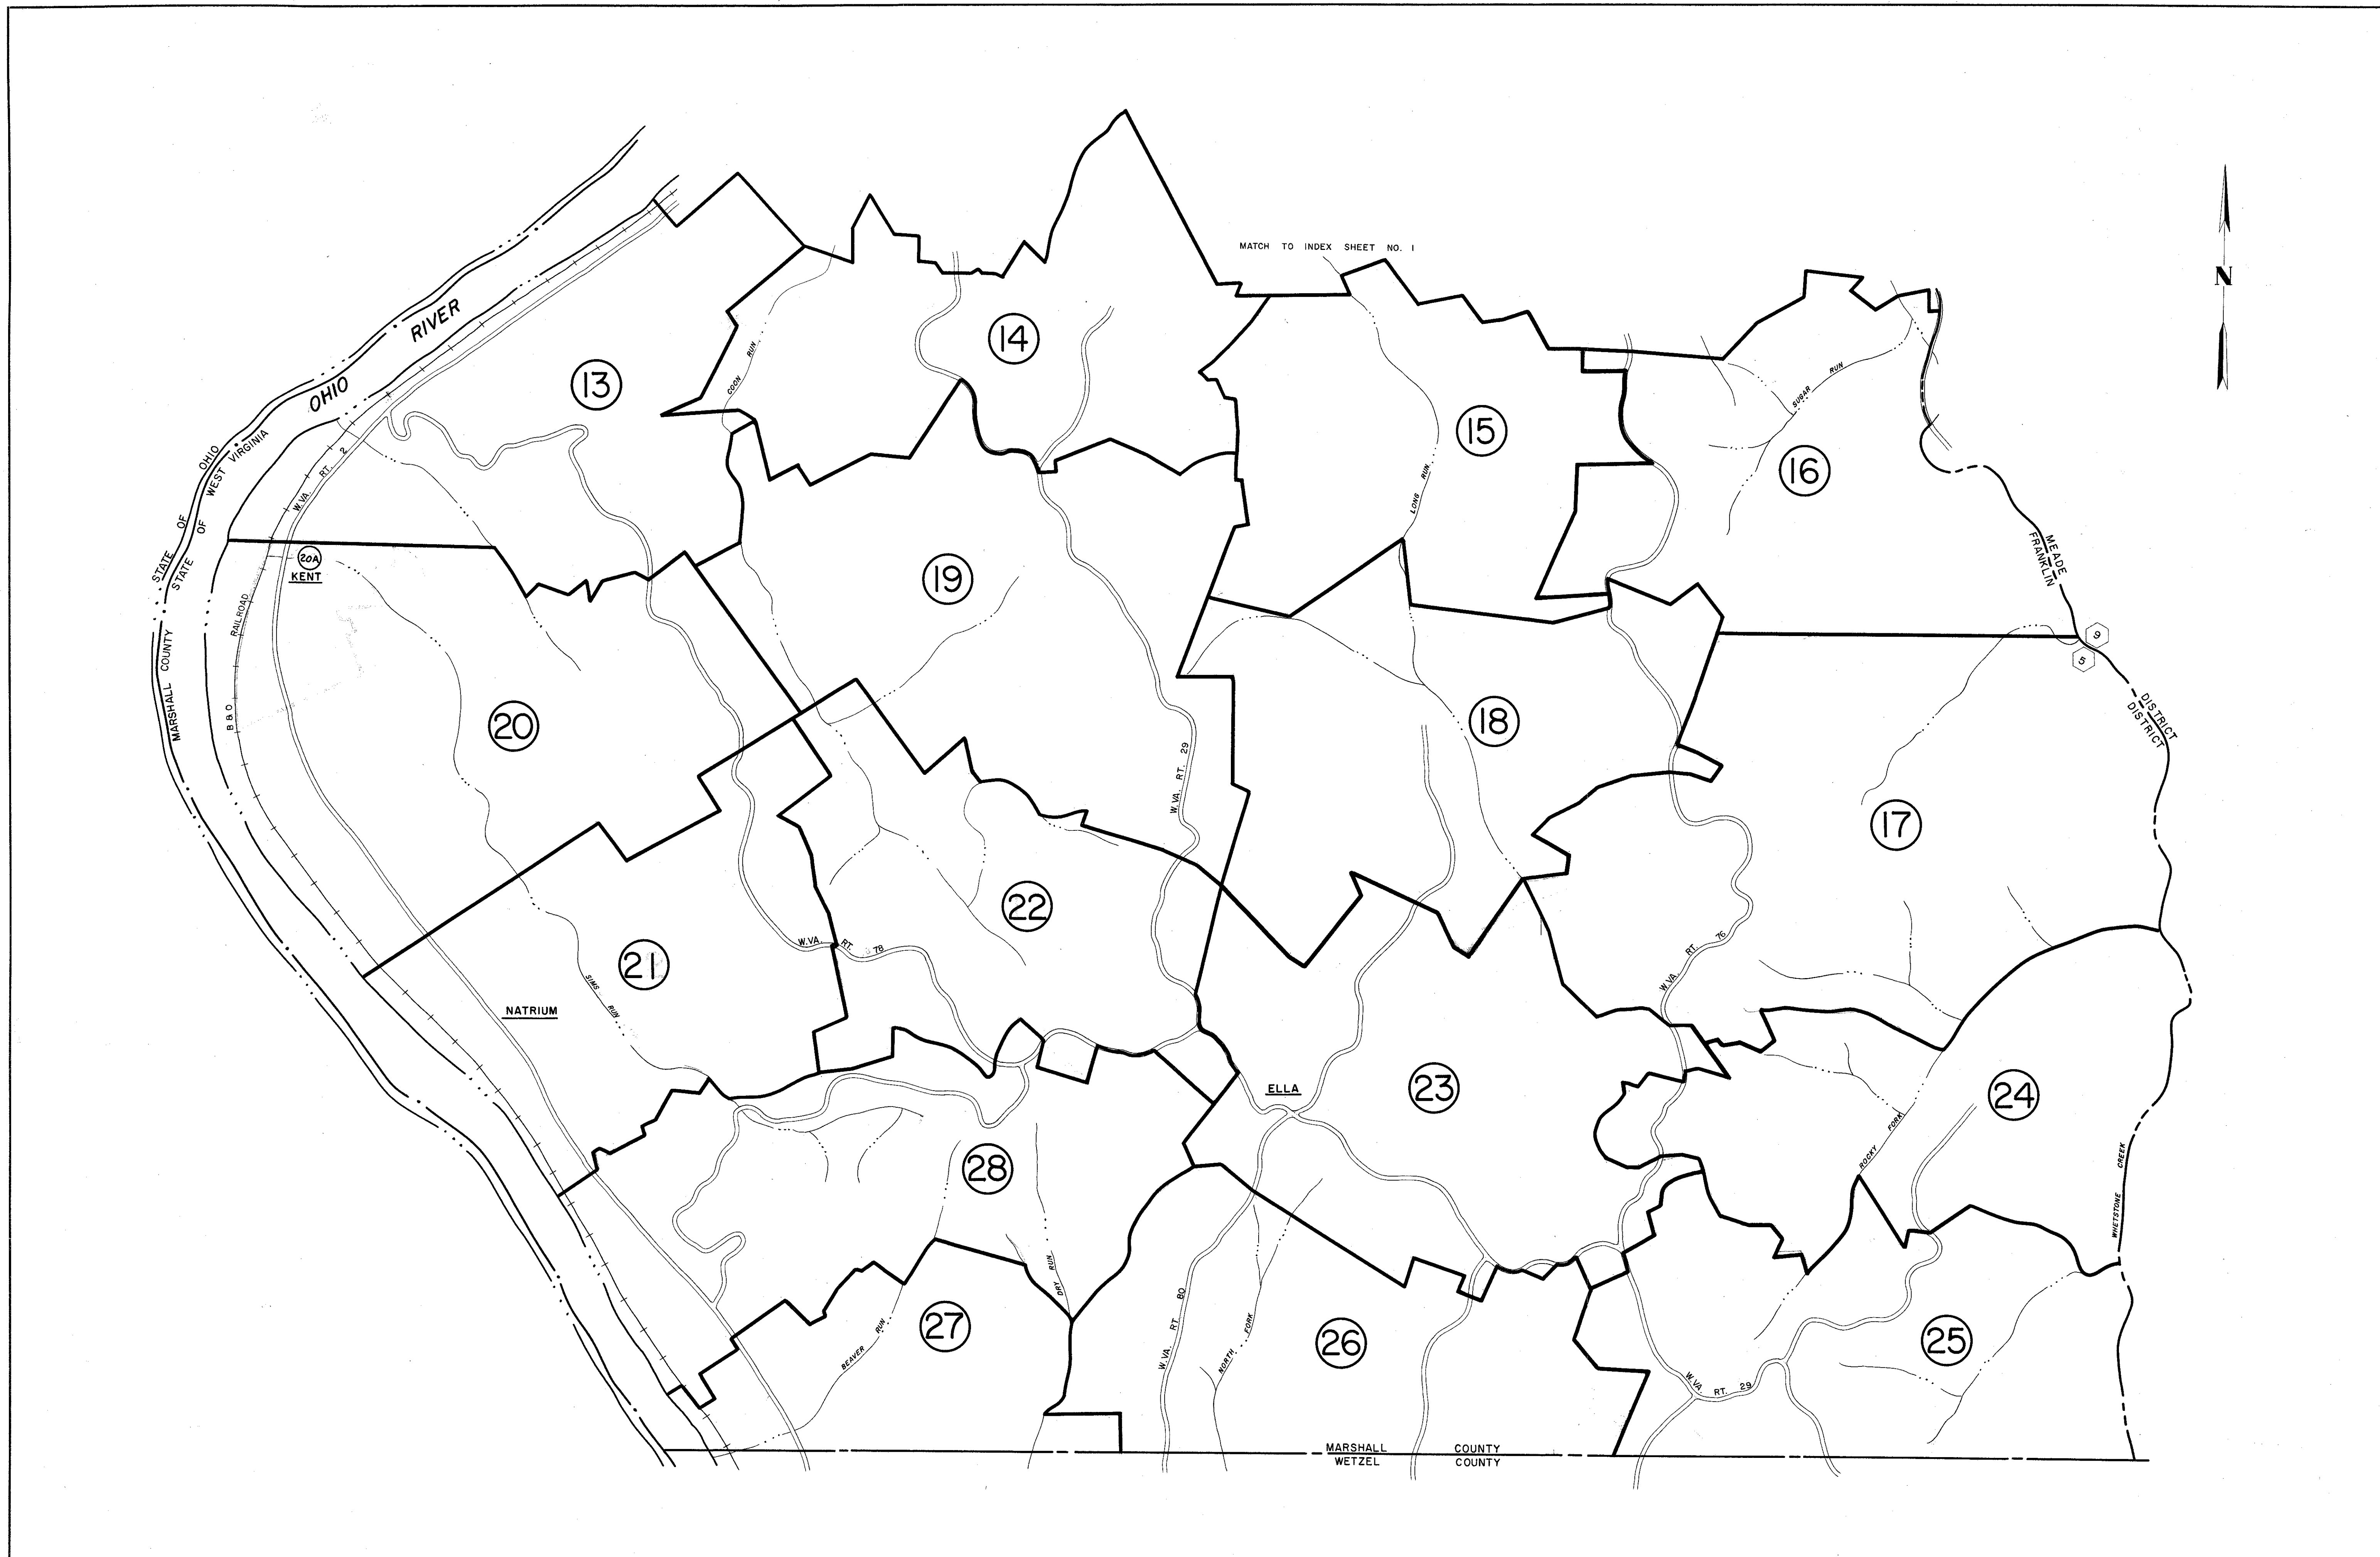 MATCH TO INDEX SHEET NO. 1
N
OHIO RIVER
13
14
15
16
COON RUN
SUGAR RUN
LONG RUN
STATE OF OHIO
STATE OF WEST VIRGINIA
W.VA. RT. 2
20A
KENT
19
MEADE
FRANKLIN
DISTRICT
DISTRICT
9
5
B & O RAILROAD
MARSHALL COUNTY
20
18
17
W.VA. RT. 29
22
21
W.VA. RT. 78
W.VA. RT. 76
SIMS RUN
NATRIUM
ELLA
23
24
ROCKY FORK
WHETSTONE CREEK
28
DRY RUN
27
BEAVER RUN
W.VA. RT 80
NORTH FORK
26
25
W.VA. RT. 29
MARSHALL COUNTY
WETZEL COUNTY